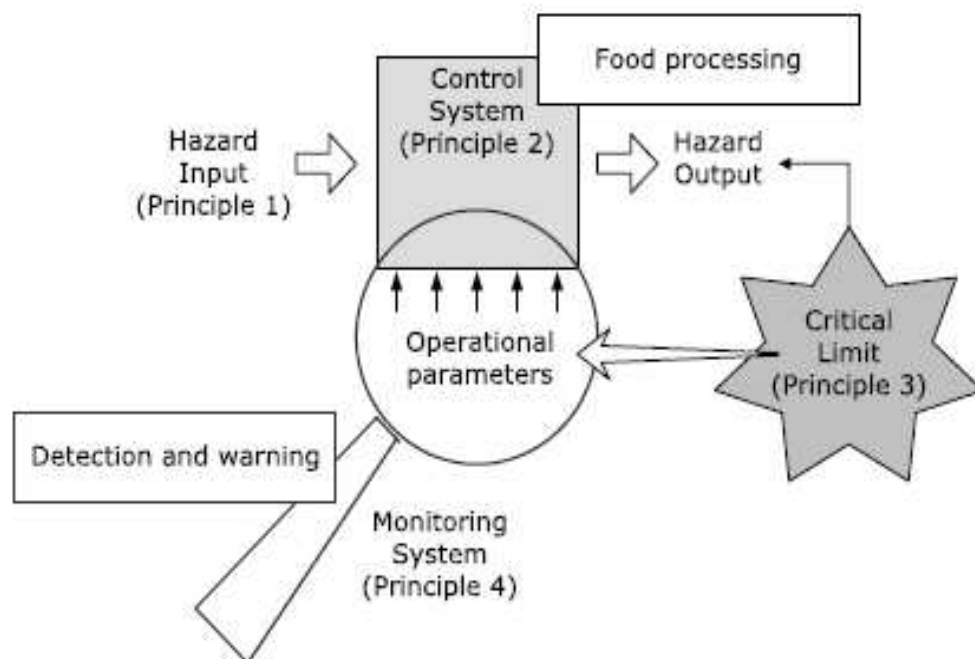 Food processing
Control
System
(Principle 2)
Hazard
Input
(Principle 1)
Hazard
Output
Operational
parameters
Critical
Limit
(Principle 3)
Detection and warning
Monitoring
System
(Principle 4)